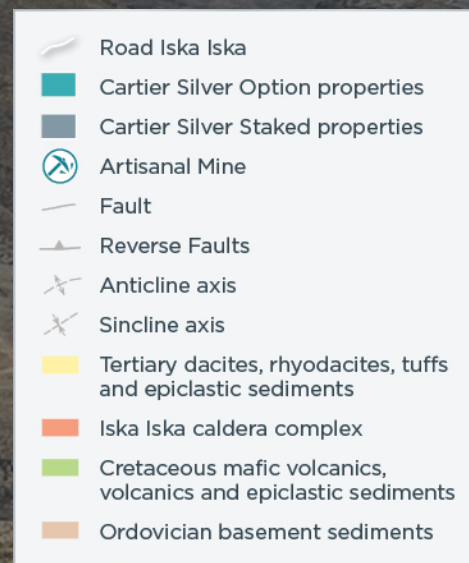 Road Iska Iska
Cartier Silver Option properties
Cartier Silver Staked properties
Artisanal Mine
Fault
Reverse Faults
Anticline axis
Sincline axis
Tertiary dacites, rhyodacites, tuffs
and epiclastic sediments
Iska Iska caldera complex
Cretaceous mafic volcanics,
volcanics and epiclastic sediments
Ordovician basement sediments